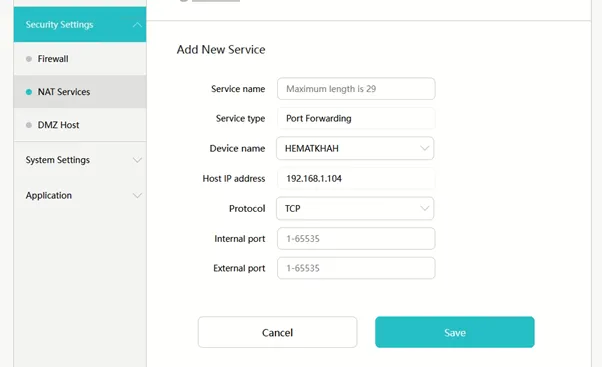 Security Settings
Firewall
NAT Services
DMZ Host
System Settings
Application
Add New Service
Service name Maximum length is 29
Service type Port Forwarding
Device name HEMATKHAH
Host IP address 192.168.1.104
Protocol TCP
Internal port 1-65535
External port 1-65535
Cancel Save